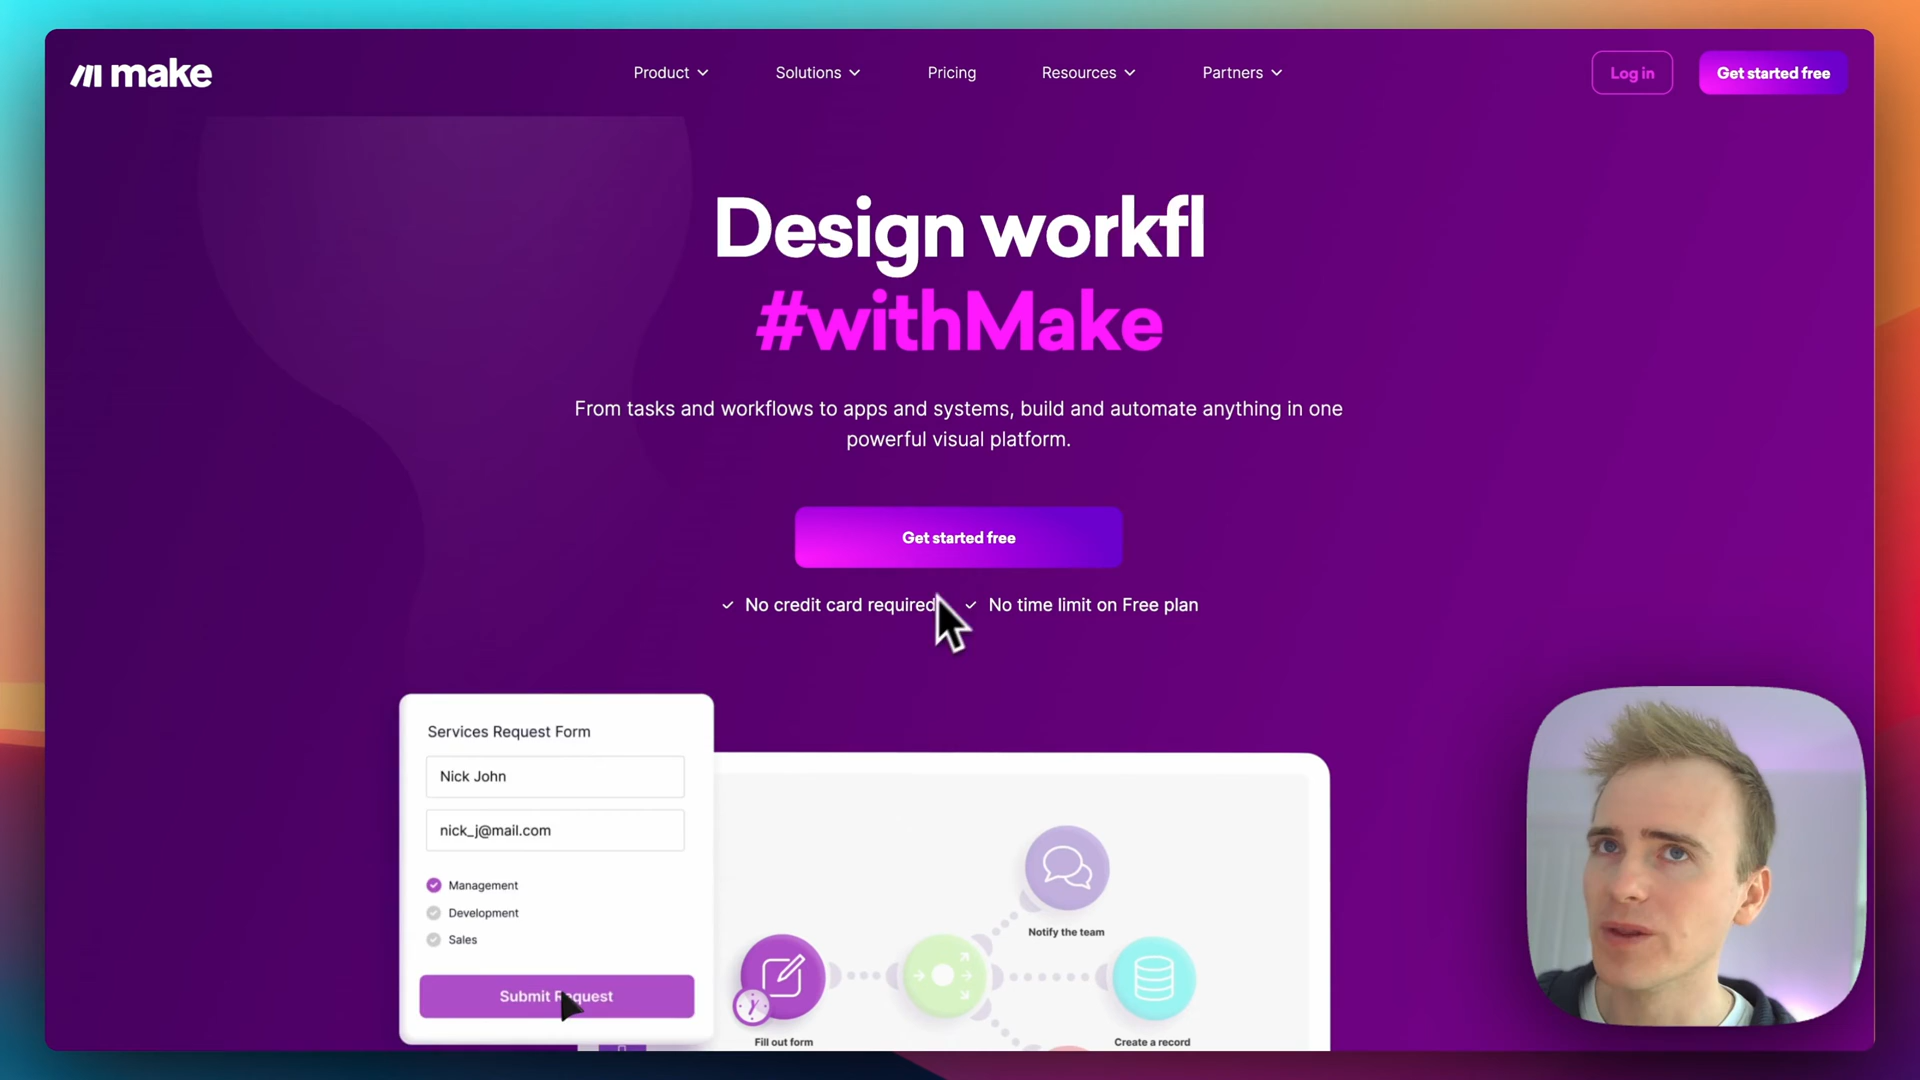 make
Product
Solutions
Pricing
Resources
Partners
Log in
Get started free
Design workfl
#withMake
From tasks and workflows to apps and systems, build and automate anything in one
powerful visual platform.
Get started free
No credit card required
No time limit on Free plan
Services Request Form
Nick John
nick_j@mail.com
Management
Development
Sales
Submit Request
Notify the team
Fill out form
Create a record